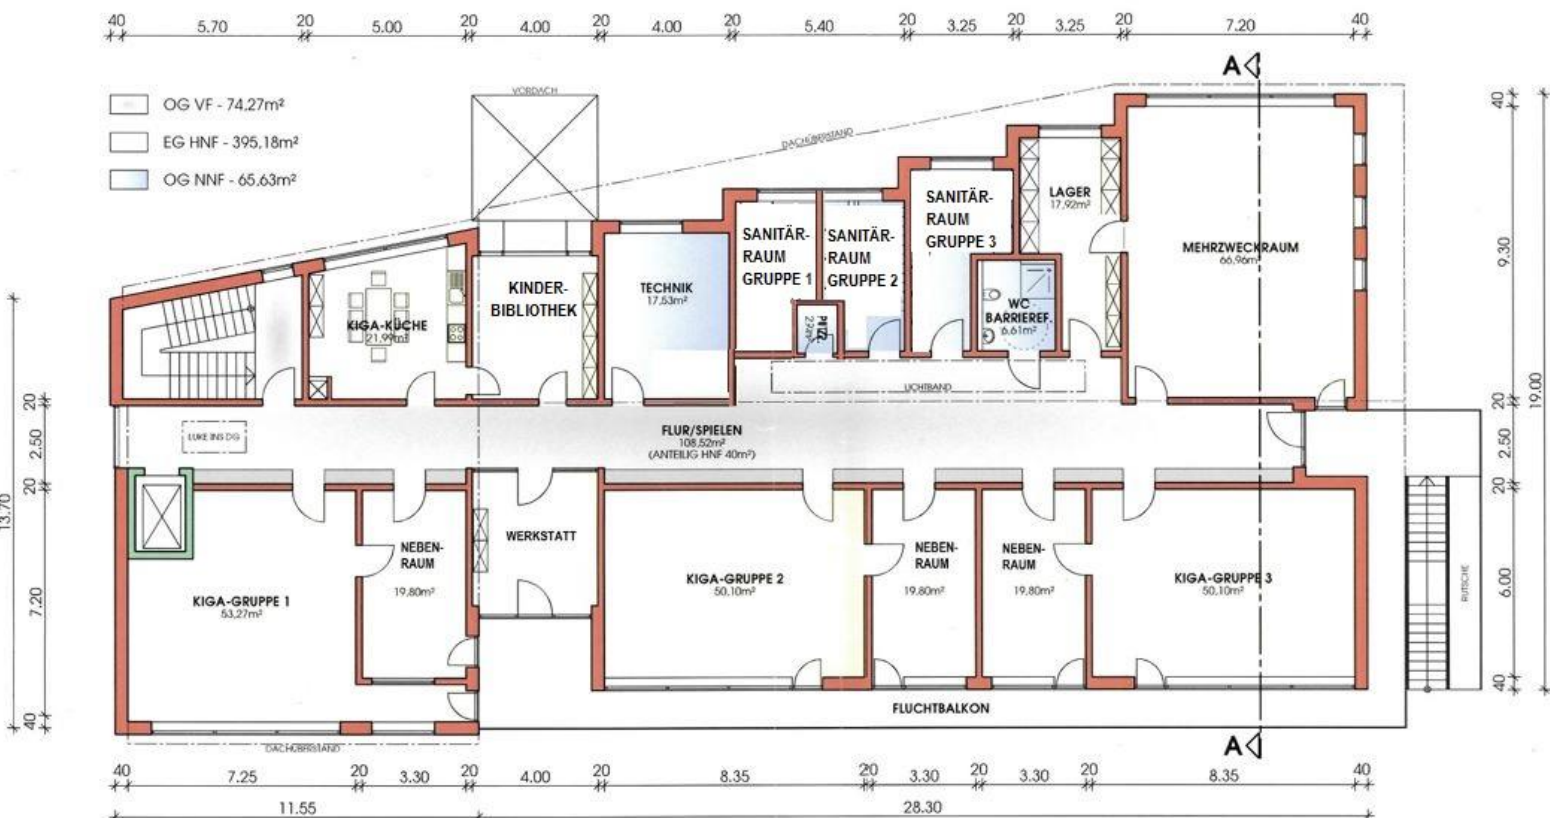 40 5.70 20 5.00 20 4.00 20 4.00 20 5.40 20 3.25 20 3.25 20 7.20 40
A
OG VF - 74,27m²
EG HNF - 395,18m²
OG NNF - 65,63m²
VORDACH
DACHÜBERSTAND
40
9.30
19.00
20
2.50
20
6.00
40
LAGER
17,92m²
MEHRZWECKRAUM
66,96m²
SANITÄR-
RAUM
GRUPPE 3
SANITÄR-
RAUM
GRUPPE 1
SANITÄR-
RAUM
GRUPPE 2
TECHNIK
17,53m²
KINDER-
BIBLIOTHEK
KIGA-KÜCHE
21,99m²
WC
BARRIEREF.
6,61m²
LICHTBAND
20
2.50
20
13.70
7.20
40
LUKE INS DG
FLUR/SPIELEN
108,52m²
(ANTEILIG HNF 40m²)
KIGA-GRUPPE 1
53,27m²
NEBEN-
RAUM
19,80m²
WERKSTATT
KIGA-GRUPPE 2
50,10m²
NEBEN-
RAUM
19,80m²
NEBEN-
RAUM
19,80m²
KIGA-GRUPPE 3
50,10m²
RUTSCHE
FLUCHTBALKON
DACHÜBERSTAND
A
40 7.25 20 3.30 20 4.00 20 8.35 20 3.30 20 3.30 20 8.35 40
11.55 28.30